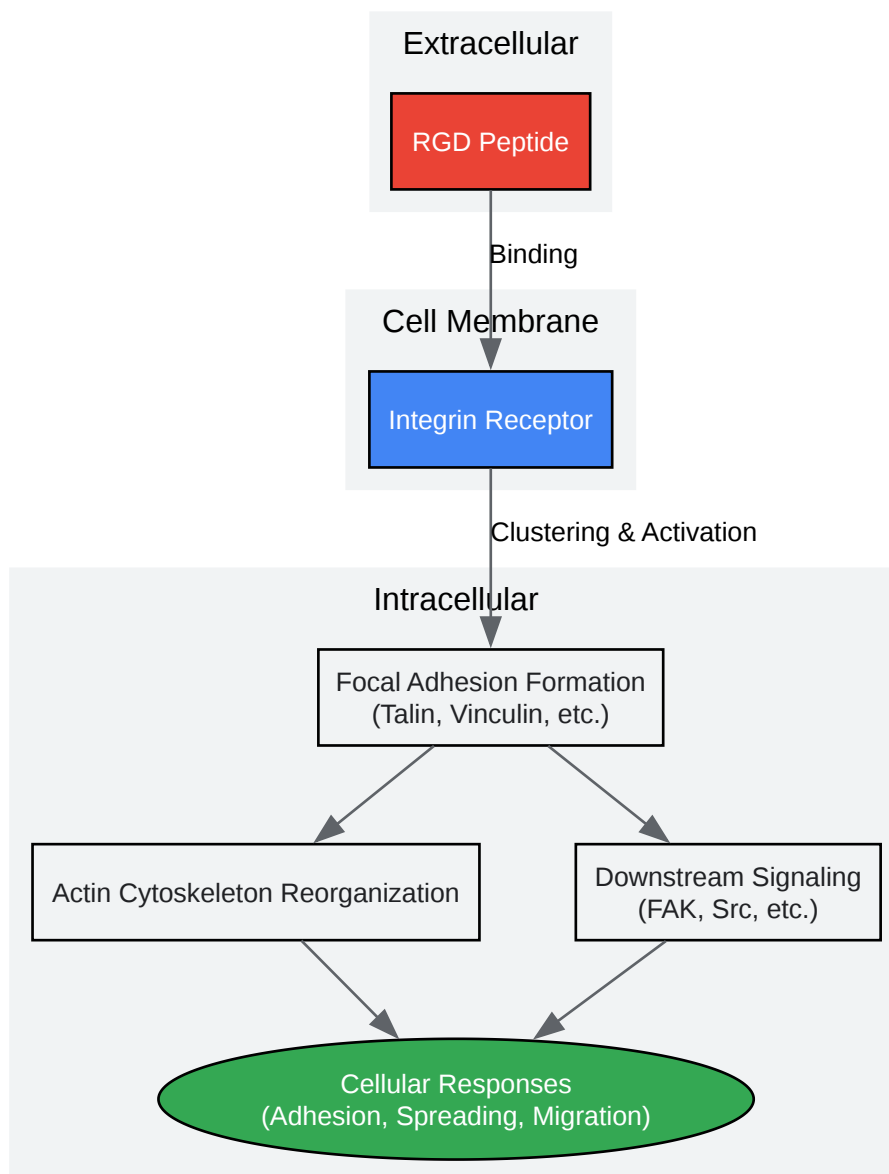 Extracellular
RGD Peptide
Binding
Cell Membrane
Integrin Receptor
Clustering & Activation
Intracellular
Focal Adhesion Formation
(Talin, Vinculin, etc.)
Actin Cytoskeleton Reorganization
Downstream Signaling
(FAK, Src, etc.)
Cellular Responses
(Adhesion, Spreading, Migration)